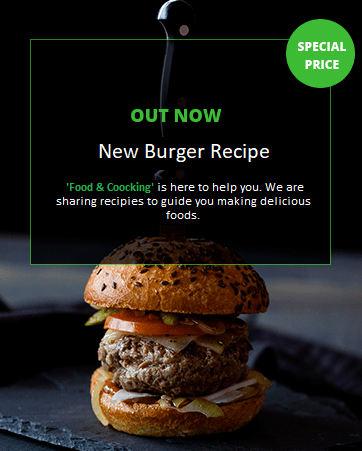 SPECIAL
PRICE
OUT NOW
New Burger Recipe
'Food & Coocking' is here to help you. We are
sharing recipies to guide you making delicious
foods.